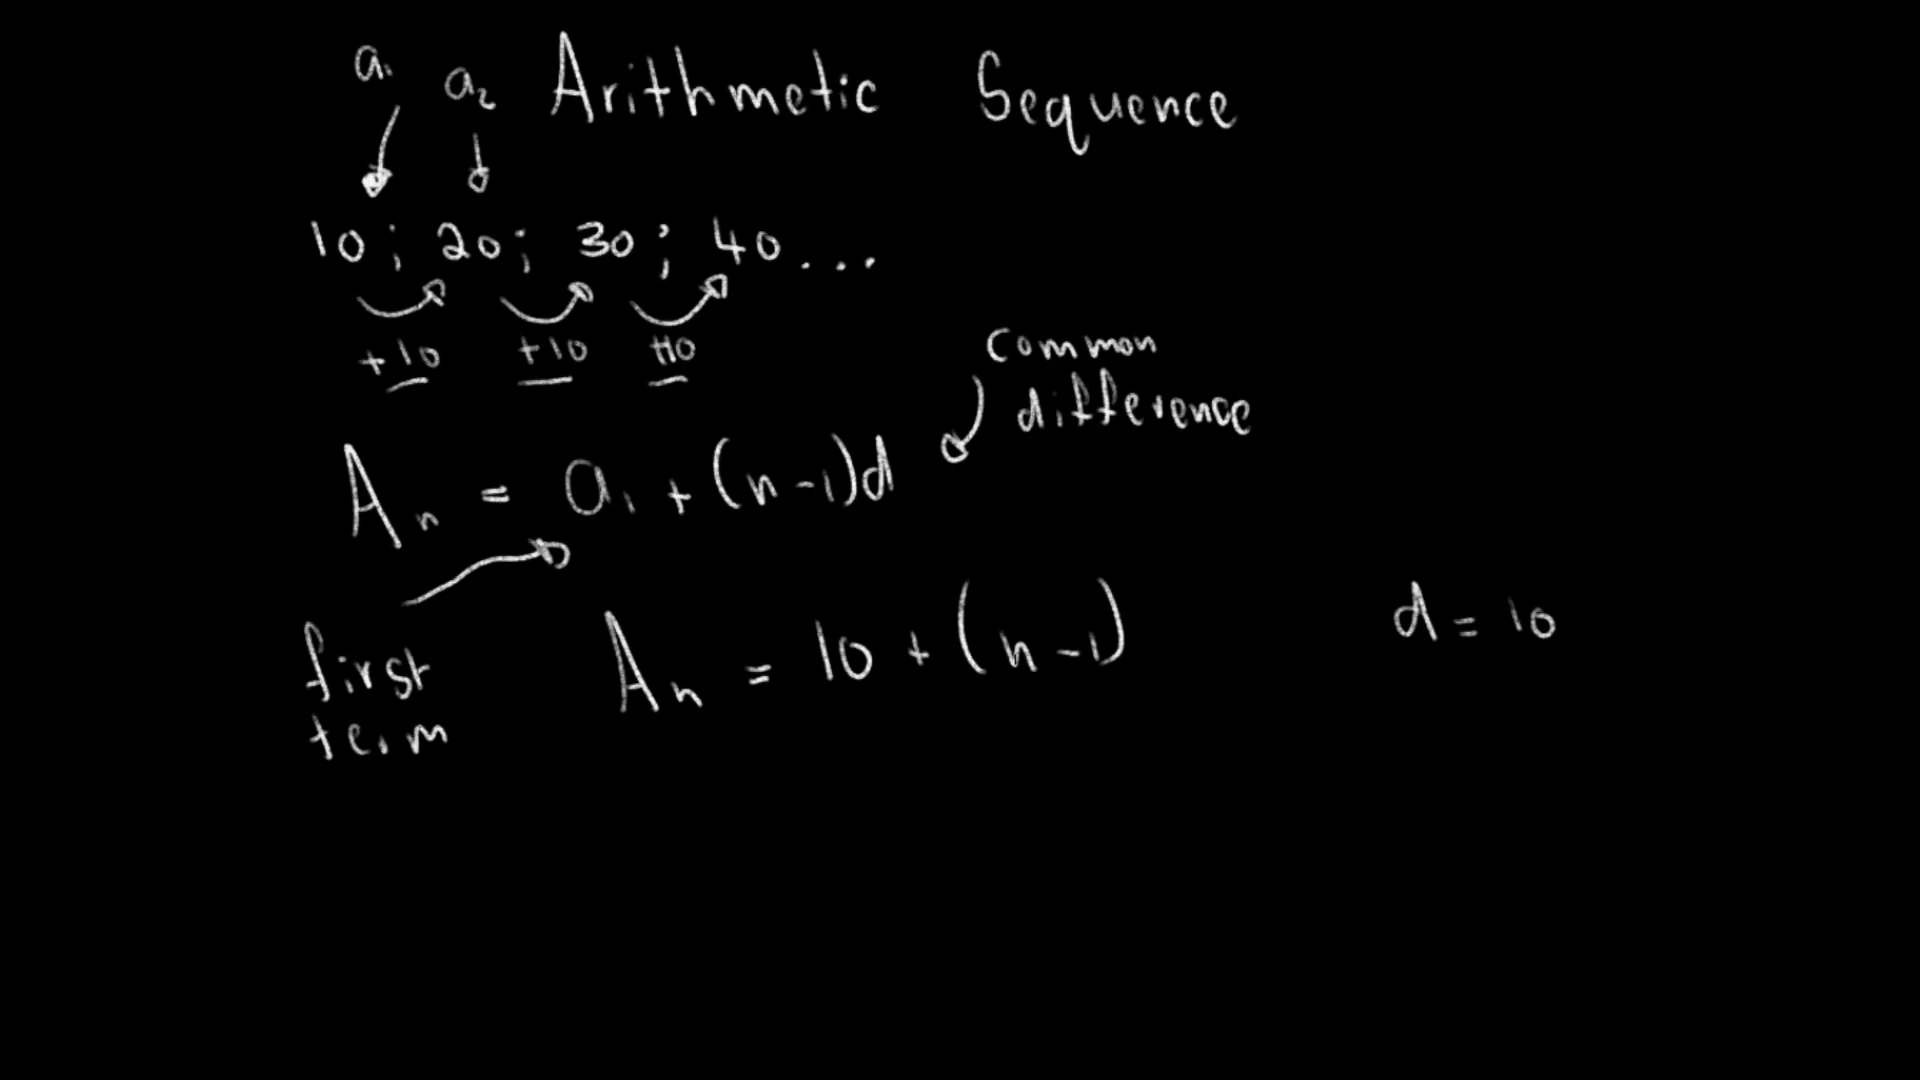 a₁ a₂ Arithmetic Sequence
10; 20; 30; 40...
+10 +10 +10
common
difference
Aₙ = a₁ + (n-1)d
first
term
Aₙ = 10 + (n-1)
d = 10